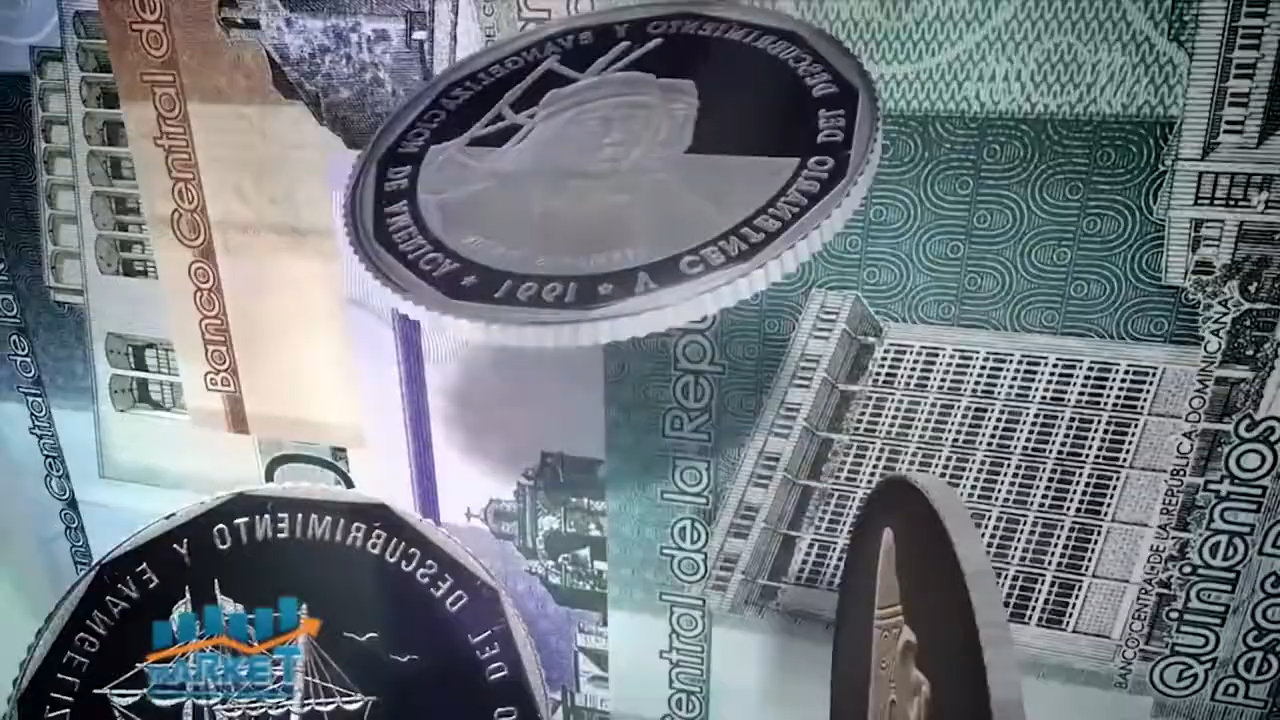 Banco Central de
Banco Central de la
V CENTENARIO DEL DESCUBRIMIENTO Y EVANGELIZACION DE AMERICA
* 1991 *
Central de la Repu
BANCO CENTRAL DE LA REPUBLICA DOMINICANA
Quinientos
Pesos D
DEL DESCUBRIMIENTO Y EVANGELIZ
MARKET